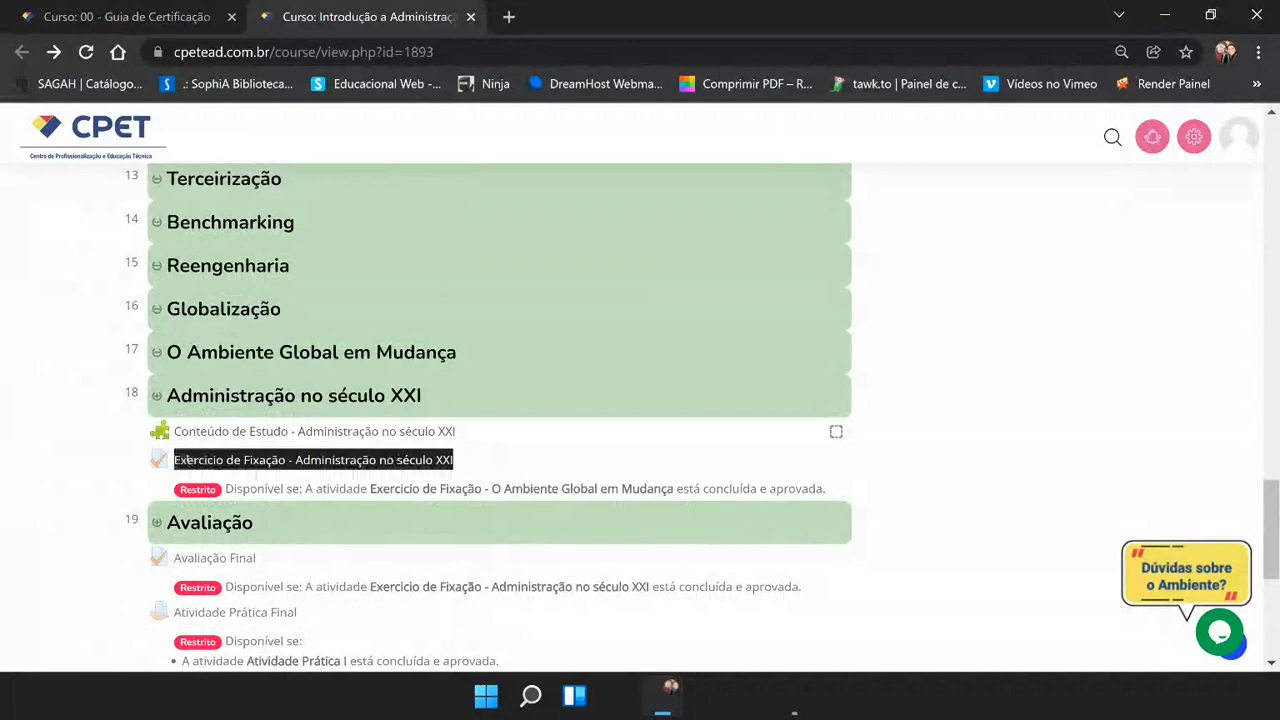 Curso: 00 - Guia de Certificação
Curso: Introdução a Administraç
cpetead.com.br/course/view.php?id=1893
SAGAH | Catálogo...
.: SophiA Biblioteca...
Educacional Web -...
Ninja
DreamHost Webma...
Comprimir PDF – R...
tawk.to | Painel de c...
Vídeos no Vimeo
Render Panel
»
CPET
Centro de Profissionalização e Educação Técnica
13 Terceirização
14 Benchmarking
15 Reengenharia
16 Globalização
17 O Ambiente Global em Mudança
18 Administração no século XXI
Conteúdo de Estudo - Administração no século XXI
Exercicio de Fixação - Administração no século XXI
Restrito Disponível se: A atividade Exercicio de Fixação - O Ambiente Global em Mudança está concluída e aprovada.
19 Avaliação
Avaliação Final
Restrito Disponível se: A atividade Exercicio de Fixação - Administração no século XXI está concluída e aprovada.
Atividade Prática Final
Restrito Disponível se:
• A atividade Atividade Prática I está concluída e aprovada.
Dúvidas sobre
o Ambiente?